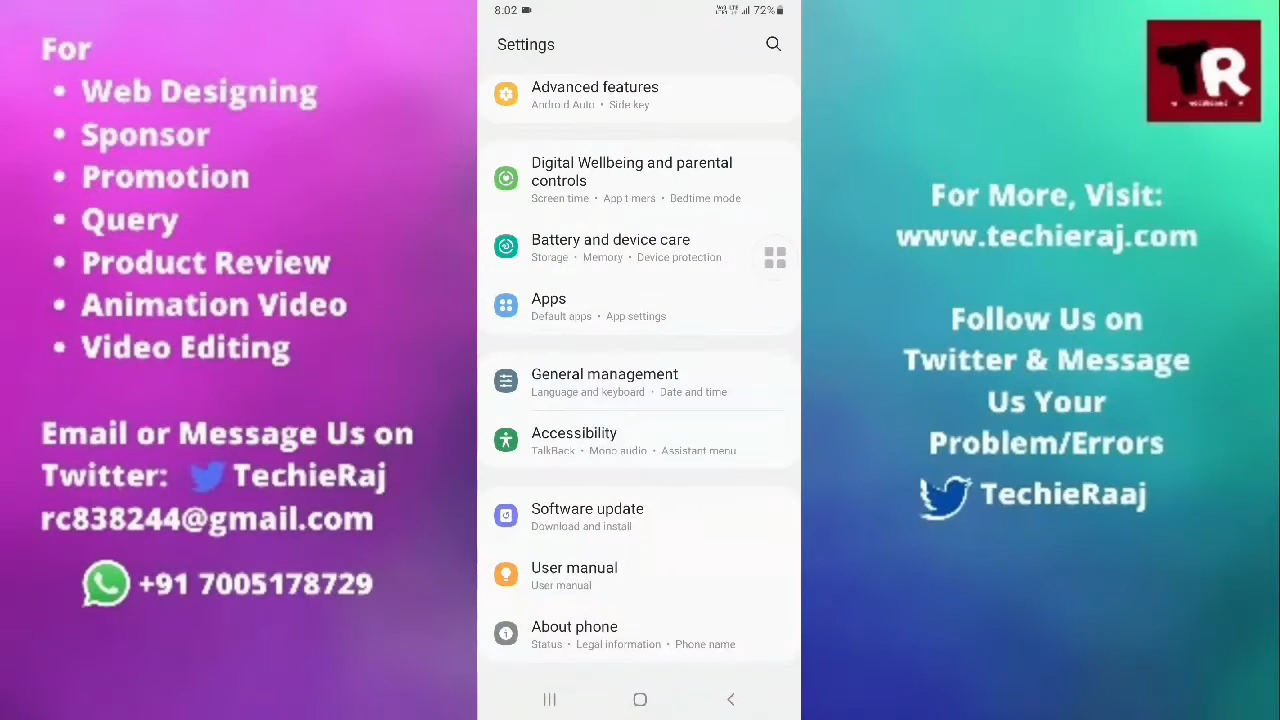 For
• Web Designing
• Sponsor
• Promotion
• Query
• Product Review
• Animation Video
• Video Editing
Email or Message Us on
Twitter: TechieRaj
rc838244@gmail.com
+91 7005178729
8:02
72%
Settings
Advanced features
Android Auto • Side key
Digital Wellbeing and parental
controls
Screen time • App timers • Bedtime mode
Battery and device care
Storage • Memory • Device protection
Apps
Default apps • App settings
General management
Language and keyboard • Date and time
Accessibility
TalkBack • Mono audio • Assistant menu
Software update
Download and install
User manual
User manual
About phone
Status • Legal information • Phone name
TR
For More, Visit:
www.techieraj.com
Follow Us on
Twitter & Message
Us Your
Problem/Errors
TechieRaaj